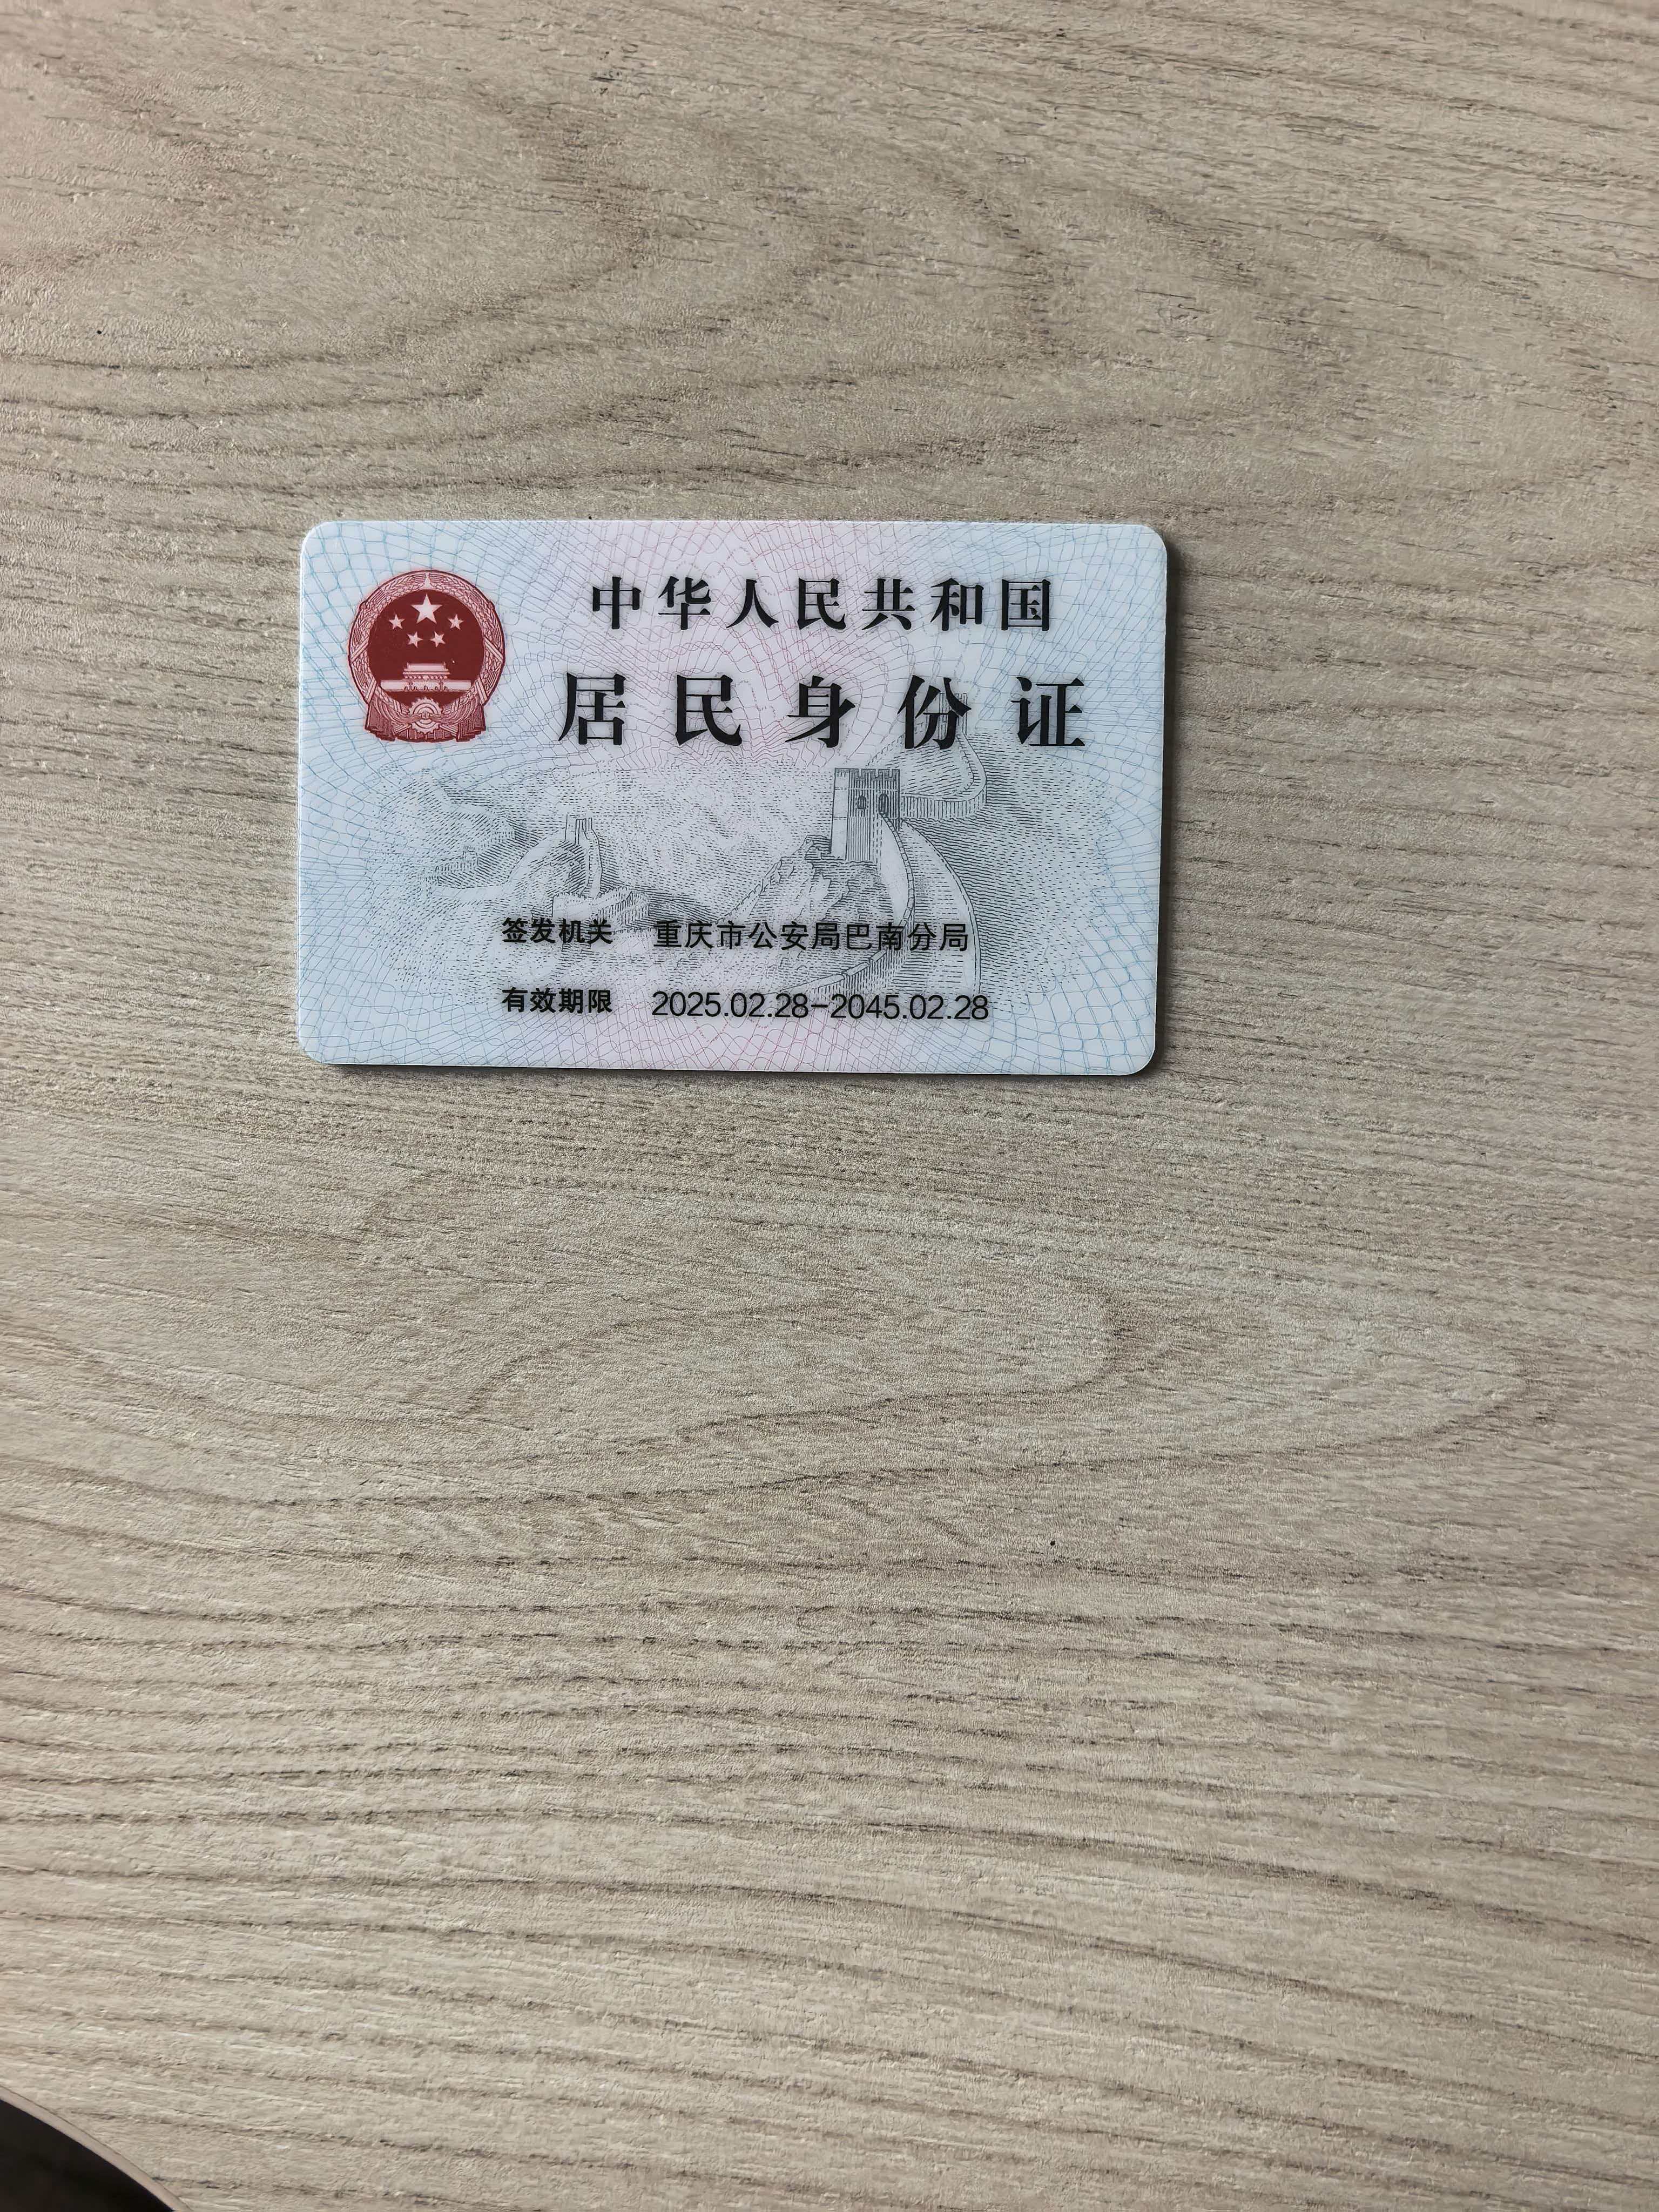 中华人民共和国
居民身份证
签发机关 重庆市公安局巴南分局
有效期限 2025.02.28-2045.02.28